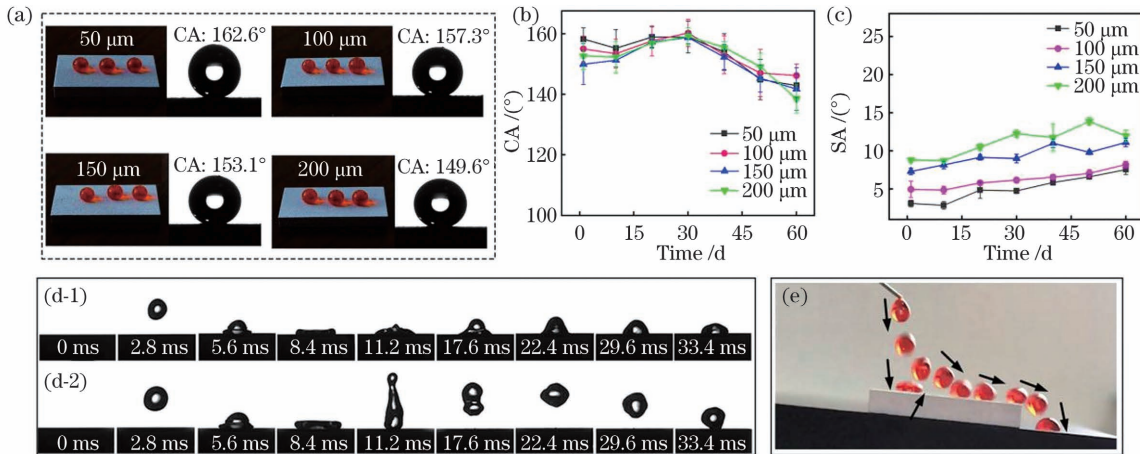 (a)
50 μm
CA: 162.6°
100 μm
CA: 157.3°
150 μm
CA: 153.1°
200 μm
CA: 149.6°
(b)
160
140
120
100
CA /(°)
50 μm
100 μm
150 μm
200 μm
0 15 30 45 60
Time /d
(c)
25
20
15
10
5
SA /(°)
50 μm
100 μm
150 μm
200 μm
0 15 30 45 60
Time /d
(d-1)
0 ms 2.8 ms 5.6 ms 8.4 ms 11.2 ms 17.6 ms 22.4 ms 29.6 ms 33.4 ms
(d-2)
0 ms 2.8 ms 5.6 ms 8.4 ms 11.2 ms 17.6 ms 22.4 ms 29.6 ms 33.4 ms
(e)